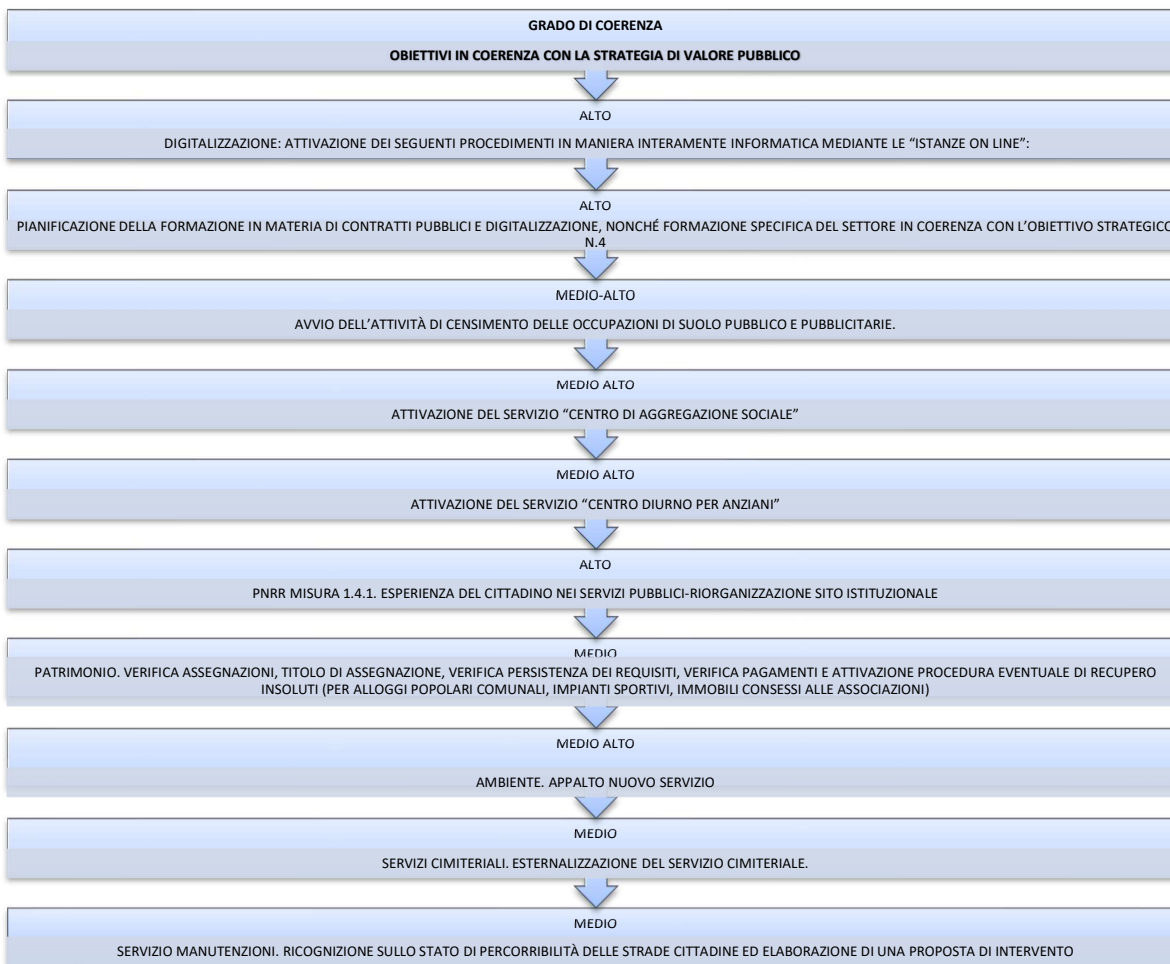 GRADO DI COERENZA
OBIETTIVI IN COERENZA CON LA STRATEGIA DI VALORE PUBBLICO
ALTO
DIGITALIZZAZIONE: ATTIVAZIONE DEI SEGUENTI PROCEDIMENTI IN MANIERA INTERAMENTE INFORMATICA MEDIANTE LE “ISTANZE ON LINE”:
ALTO
PIANIFICAZIONE DELLA FORMAZIONE IN MATERIA DI CONTRATTI PUBBLICI E DIGITALIZZAZIONE, NONCHÉ FORMAZIONE SPECIFICA DEL SETTORE IN COERENZA CON L’OBIETTIVO STRATEGICO
N.4
MEDIO-ALTO
AVVIO DELL’ATTIVITÀ DI CENSIMENTO DELLE OCCUPAZIONI DI SUOLO PUBBLICO E PUBBLICITARIE.
MEDIO ALTO
ATTIVAZIONE DEL SERVIZIO “CENTRO DI AGGREGAZIONE SOCIALE”
MEDIO ALTO
ATTIVAZIONE DEL SERVIZIO “CENTRO DIURNO PER ANZIANI”
ALTO
PNRR MISURA 1.4.1. ESPERIENZA DEL CITTADINO NEI SERVIZI PUBBLICI-RIORGANIZZAZIONE SITO ISTITUZIONALE
MEDIO
PATRIMONIO. VERIFICA ASSEGNAZIONI, TITOLO DI ASSEGNAZIONE, VERIFICA PERSISTENZA DEI REQUISITI, VERIFICA PAGAMENTI E ATTIVAZIONE PROCEDURA EVENTUALE DI RECUPERO
INSOLUTI (PER ALLOGGI POPOLARI COMUNALI, IMPIANTI SPORTIVI, IMMOBILI CONSESSI ALLE ASSOCIAZIONI)
MEDIO ALTO
AMBIENTE. APPALTO NUOVO SERVIZIO
MEDIO
SERVIZI CIMITERIALI. ESTERNALIZZAZIONE DEL SERVIZIO CIMITERIALE.
MEDIO
SERVIZIO MANUTENZIONI. RICOGNIZIONE SULLO STATO DI PERCORRIBILITÀ DELLE STRADE CITTADINE ED ELABORAZIONE DI UNA PROPOSTA DI INTERVENTO